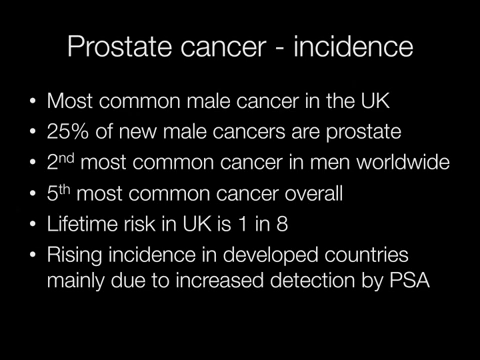 Prostate cancer - incidence
• Most common male cancer in the UK
• 25% of new male cancers are prostate
• 2nd most common cancer in men worldwide
• 5th most common cancer overall
• Lifetime risk in UK is 1 in 8
• Rising incidence in developed countries
mainly due to increased detection by PSA